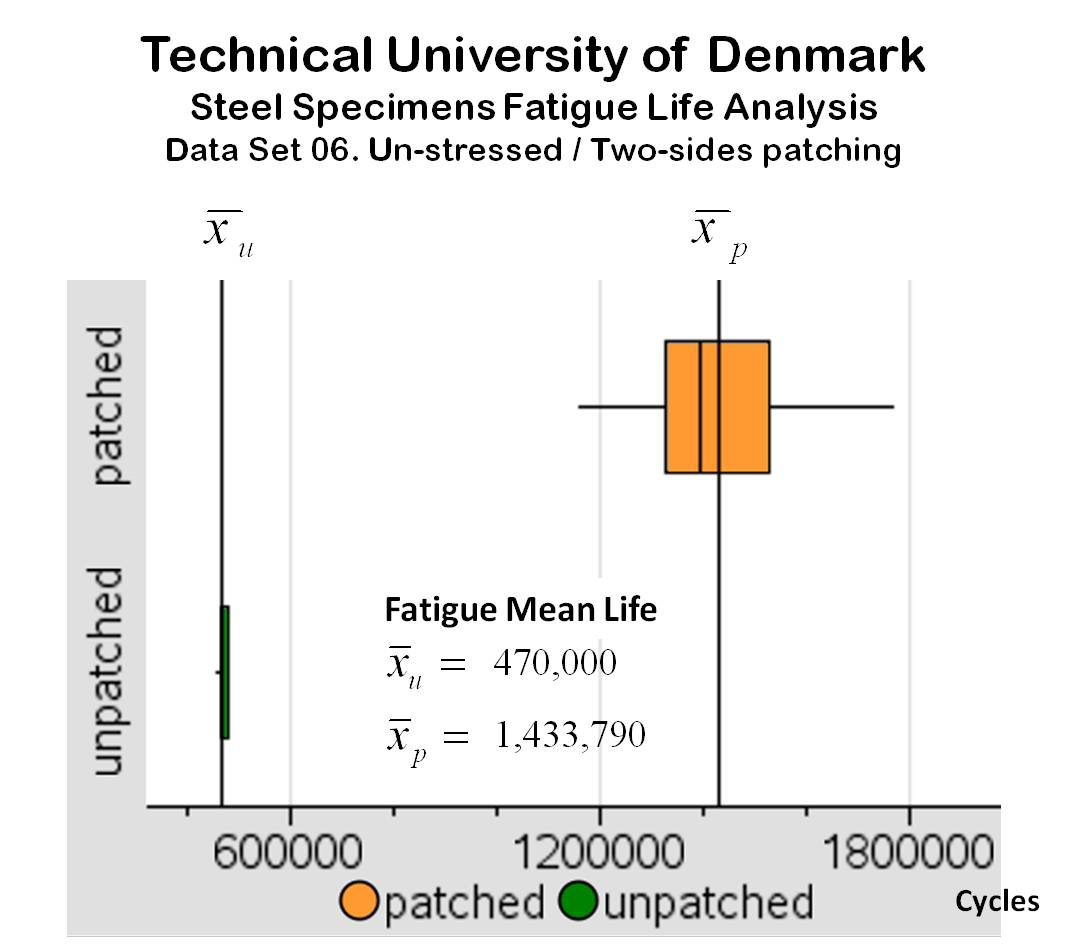 Technical University of Denmark
Steel Specimens Fatigue Life Analysis
Data Set 06. Un-stressed / Two-sides patching
x̄ᵤ x̄ₚ
patched
unpatched
Fatigue Mean Life
x̄ᵤ = 470,000
x̄ₚ = 1,433,790
600000 1200000 1800000
patched unpatched Cycles